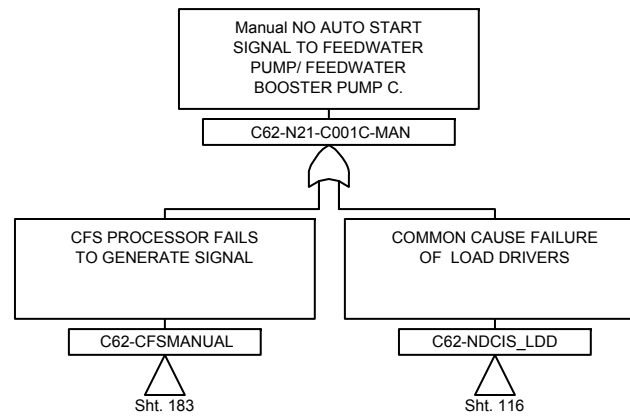 Manual NO AUTO START
SIGNAL TO FEEDWATER
PUMP/ FEEDWATER
BOOSTER PUMP C.
C62-N21-C001C-MAN
CFS PROCESSOR FAILS
TO GENERATE SIGNAL
C62-CFSMANUAL
Sht. 183
COMMON CAUSE FAILURE
OF LOAD DRIVERS
C62-NDCIS_LDD
Sht. 116